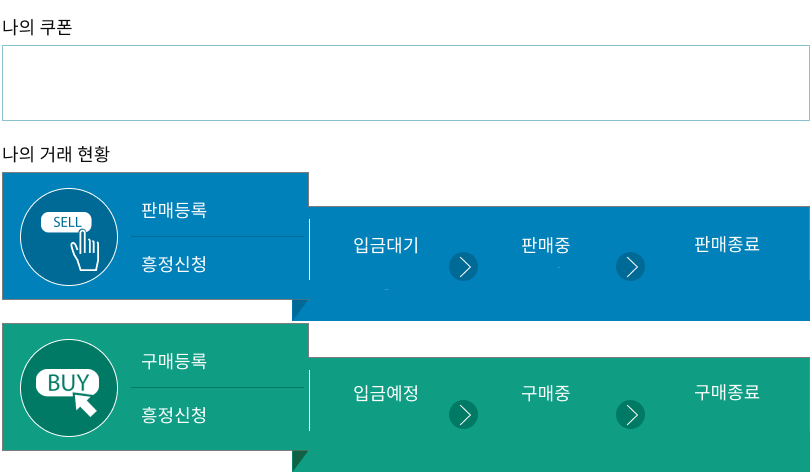 나의 쿠폰
나의 거래 현황
SELL
판매등록
흥정신청
입금대기
판매중
판매종료
BUY
구매등록
흥정신청
입금예정
구매중
구매종료